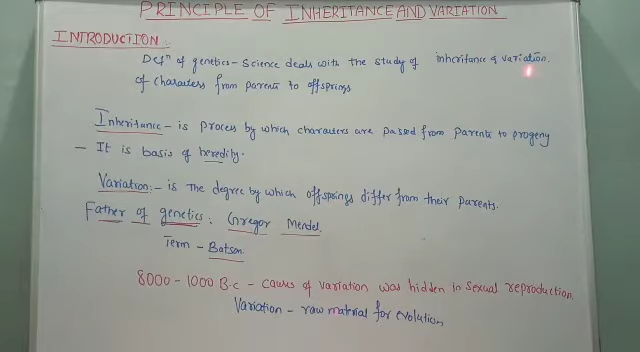 PRINCIPLE OF INHERITANCE AND VARIATION
INTRODUCTION
Defⁿ of genetics - Science deals with the study of inheritance & variation.
of characters from parents to offsprings
Inheritance - is process by which characters are passed from parents to progeny
- It is basis of heredity.
Variation :- is the degree by which offsprings differ from their parents.
Father of genetics : Gregor Mendel
Term - Batson
8000 - 1000 B.C - causes of variation was hidden in sexual reproduction,
Variation - raw material for evolution,